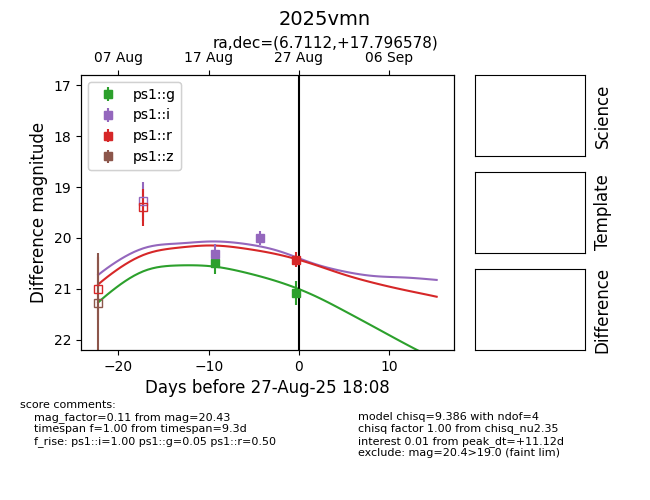 2025vmn
ra,dec=(6.7112,+17.796578)
07 Aug
17 Aug
27 Aug
06 Sep
ps1::g
ps1::i
ps1::r
ps1::z
17
18
19
20
21
22
Difference magnitude
−20
−10
0
10
Days before 27-Aug-25 18:08
Science
Template
Difference
score comments:
mag_factor=0.11 from mag=20.43
timespan f=1.00 from timespan=9.3d
f_rise: ps1::i=1.00 ps1::g=0.05 ps1::r=0.50
model chisq=9.386 with ndof=4
chisq factor 1.00 from chisq_nu2.35
interest 0.01 from peak_dt=+11.12d
exclude: mag=20.4>19.0 (faint lim)